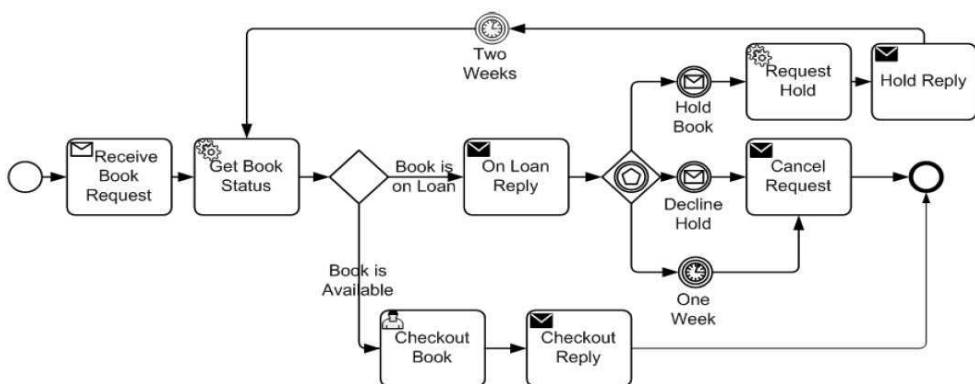 Two
Weeks
Request
Hold
Hold Reply
Hold
Book
Receive
Book
Request
Get Book
Status
Book is
on Loan
On Loan
Reply
Cancel
Request
Decline
Hold
Book is
Available
One
Week
Checkout
Book
Checkout
Reply